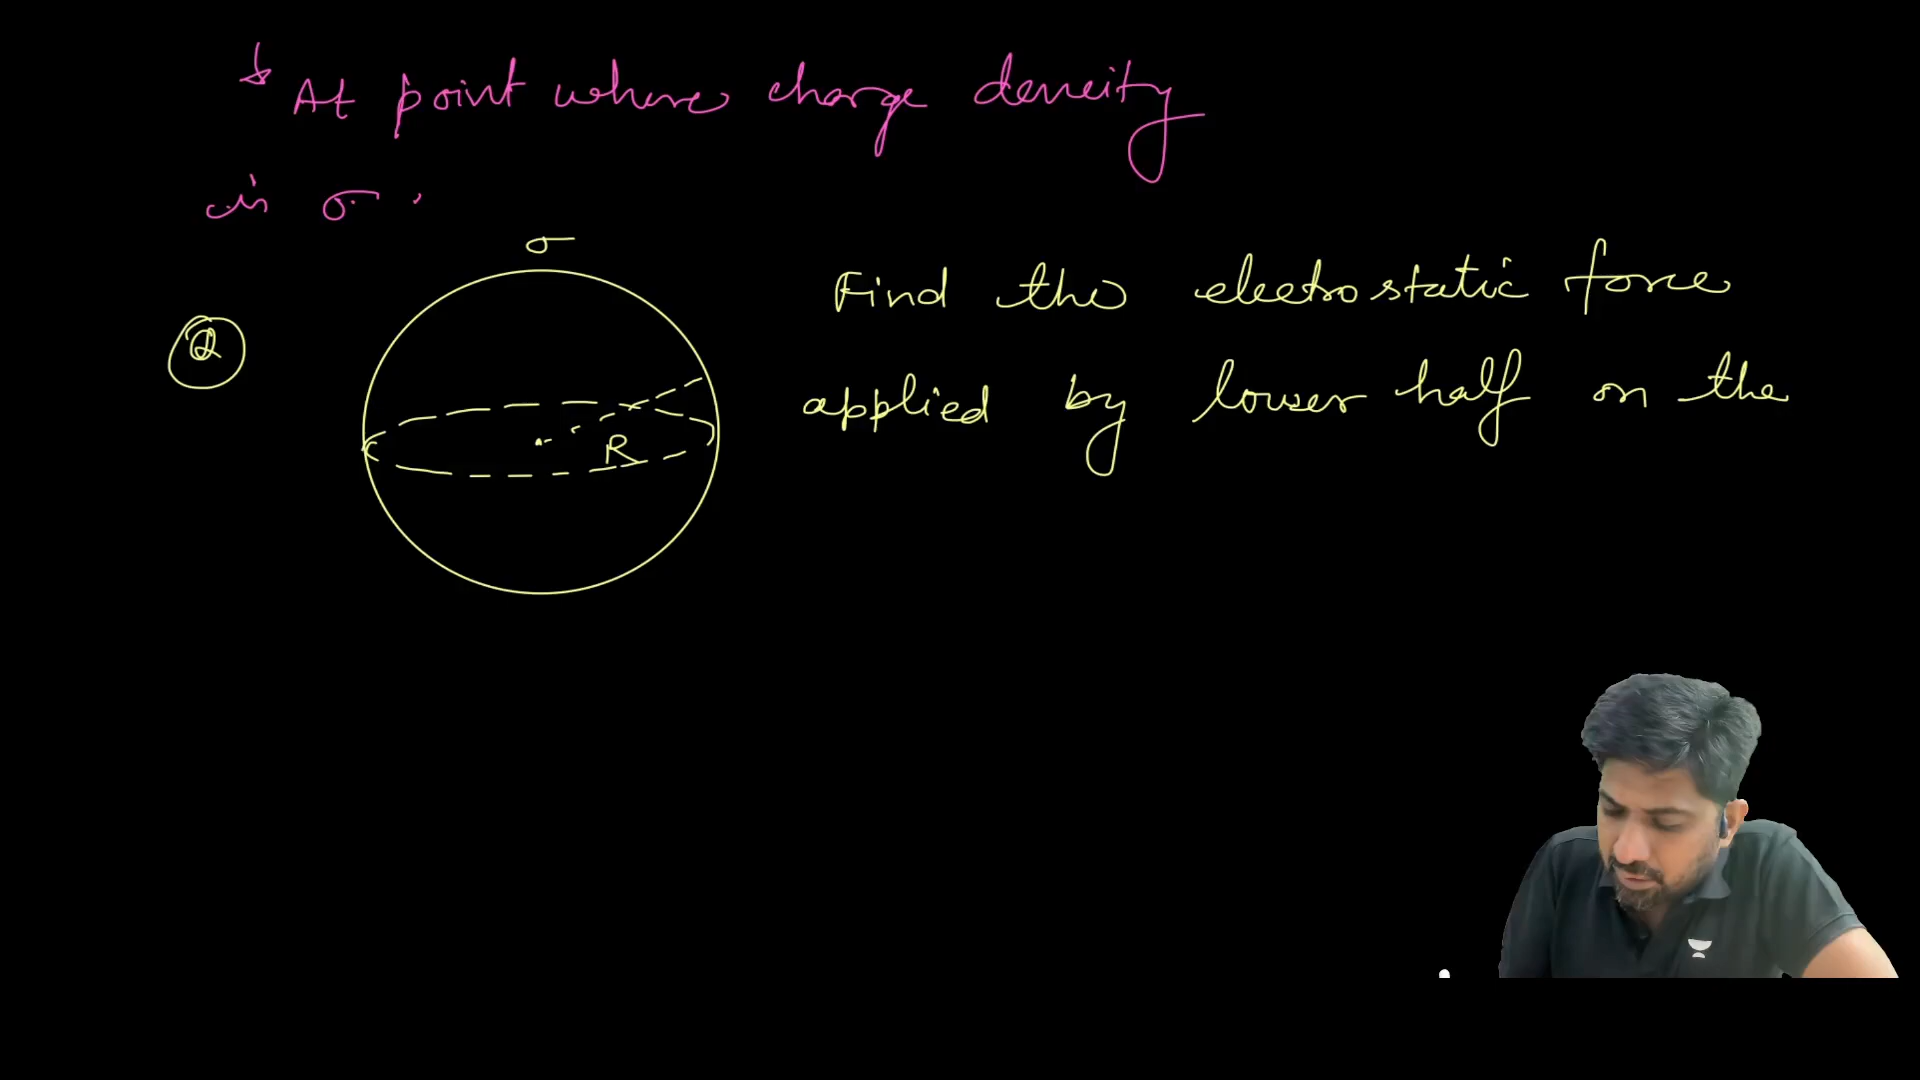 At point where charge density
is σ.
σ
Q
Find the electrostatic force
applied by lower half on the
R